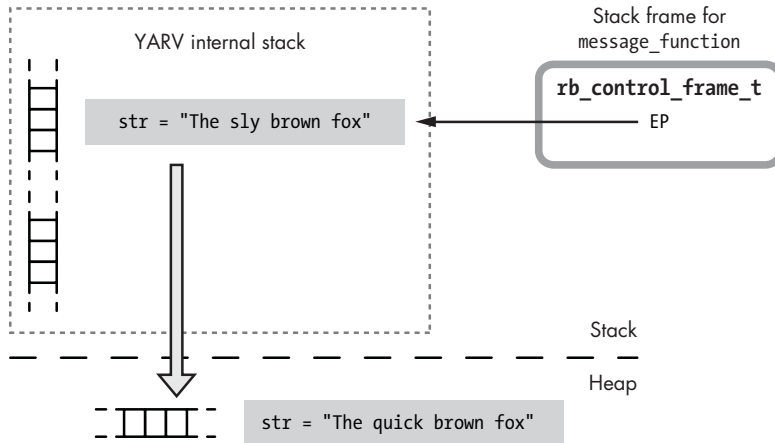 YARV internal stack
Stack frame for
message_function
rb_control_frame_t
EP
str = "The sly brown fox"
Stack
Heap
str = "The quick brown fox"